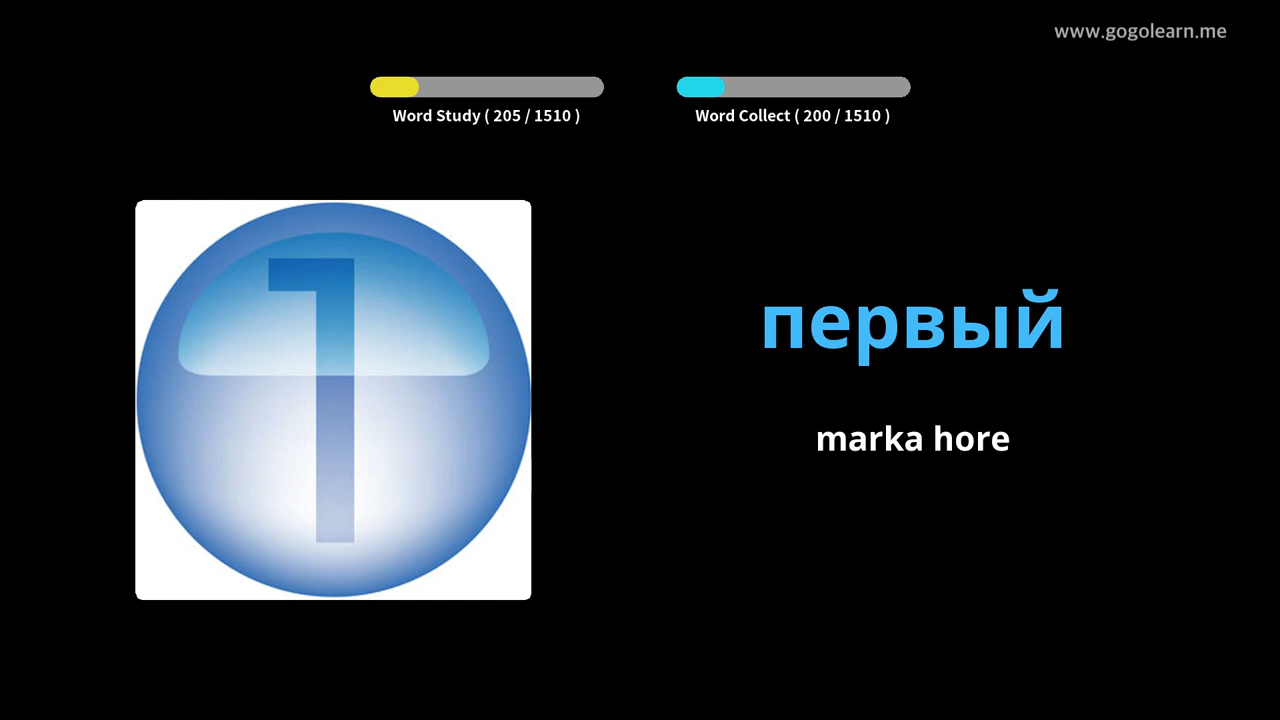 www.gogolearn.me
Word Study ( 205 / 1510 )
Word Collect ( 200 / 1510 )
1
первый
marka hore